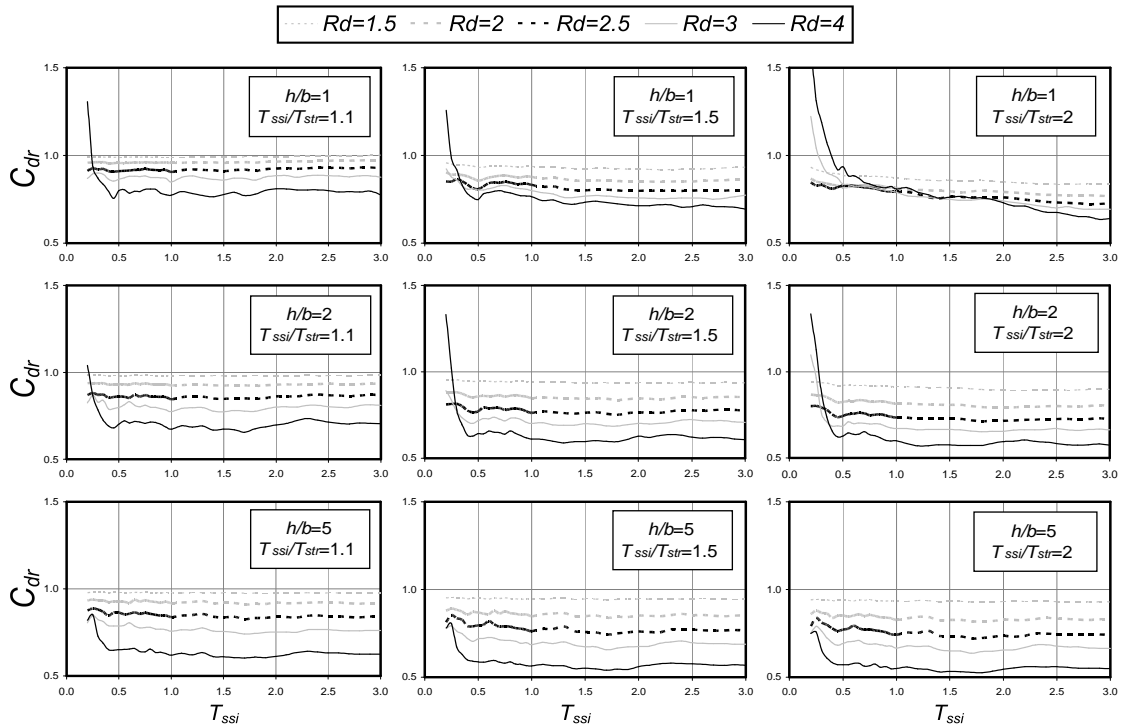 Rd=1.5 Rd=2 Rd=2.5 Rd=3 Rd=4
1.5 1.5 1.5
h/b=1 h/b=1 h/b=1
Tssi/Tstr=1.1 Tssi/Tstr=1.5 Tssi/Tstr=2
Cdr 1.0 1.0 1.0
0.5 0.5 0.5
0.0 0.5 1.0 1.5 2.0 2.5 3.0 0.0 0.5 1.0 1.5 2.0 2.5 3.0 0.0 0.5 1.0 1.5 2.0 2.5 3.0
1.5 1.5 1.5
h/b=2 h/b=2 h/b=2
Tssi/Tstr=1.1 Tssi/Tstr=1.5 Tssi/Tstr=2
Cdr 1.0 1.0 1.0
0.5 0.5 0.5
0.0 0.5 1.0 1.5 2.0 2.5 3.0 0.0 0.5 1.0 1.5 2.0 2.5 3.0 0.0 0.5 1.0 1.5 2.0 2.5 3.0
1.5 1.5 1.5
h/b=5 h/b=5 h/b=5
Tssi/Tstr=1.1 Tssi/Tstr=1.5 Tssi/Tstr=2
Cdr 1.0 1.0 1.0
0.5 0.5 0.5
0.0 0.5 1.0 1.5 2.0 2.5 3.0 0.0 0.5 1.0 1.5 2.0 2.5 3.0 0.0 0.5 1.0 1.5 2.0 2.5 3.0
Tssi Tssi Tssi